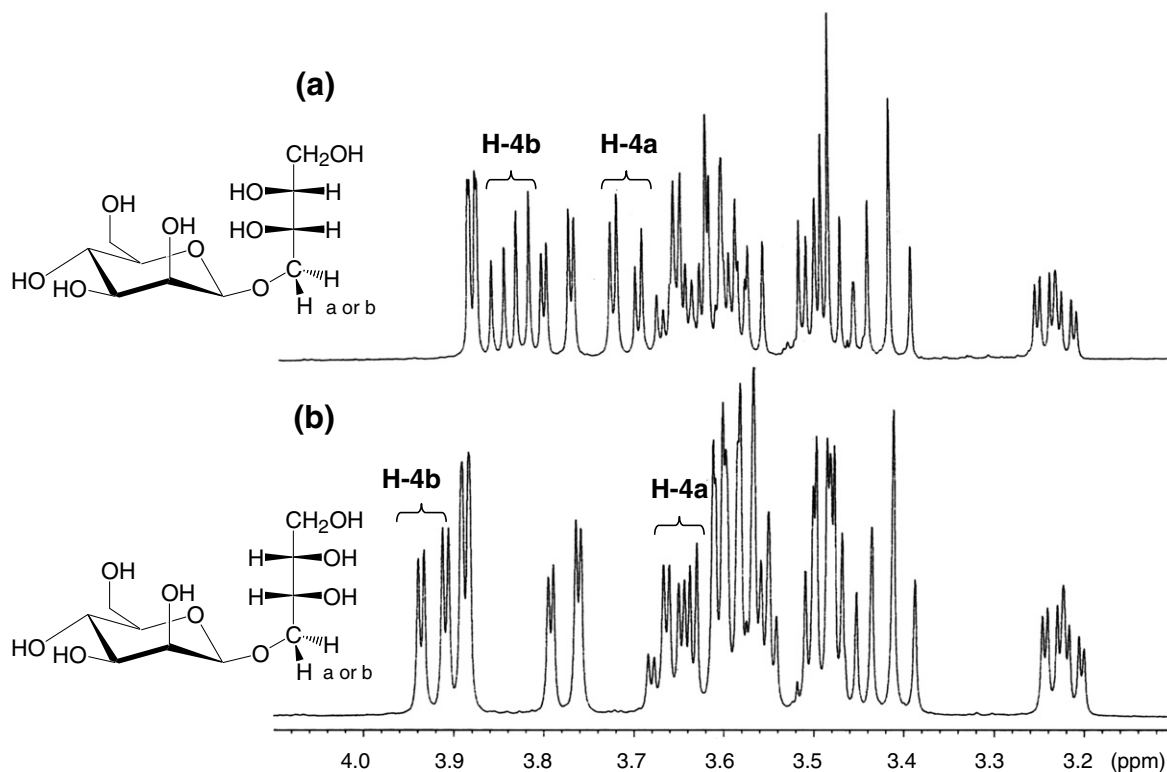 (a)
H-4b
H-4a
CH2OH
HO H
OH
OH
HO H
O
HO
HO
O
H
H a or b
(b)
H-4b
H-4a
CH2OH
H OH
OH
OH
H OH
O
HO
HO
O
H
H a or b
4.0 3.9 3.8 3.7 3.6 3.5 3.4 3.3 3.2 (ppm)